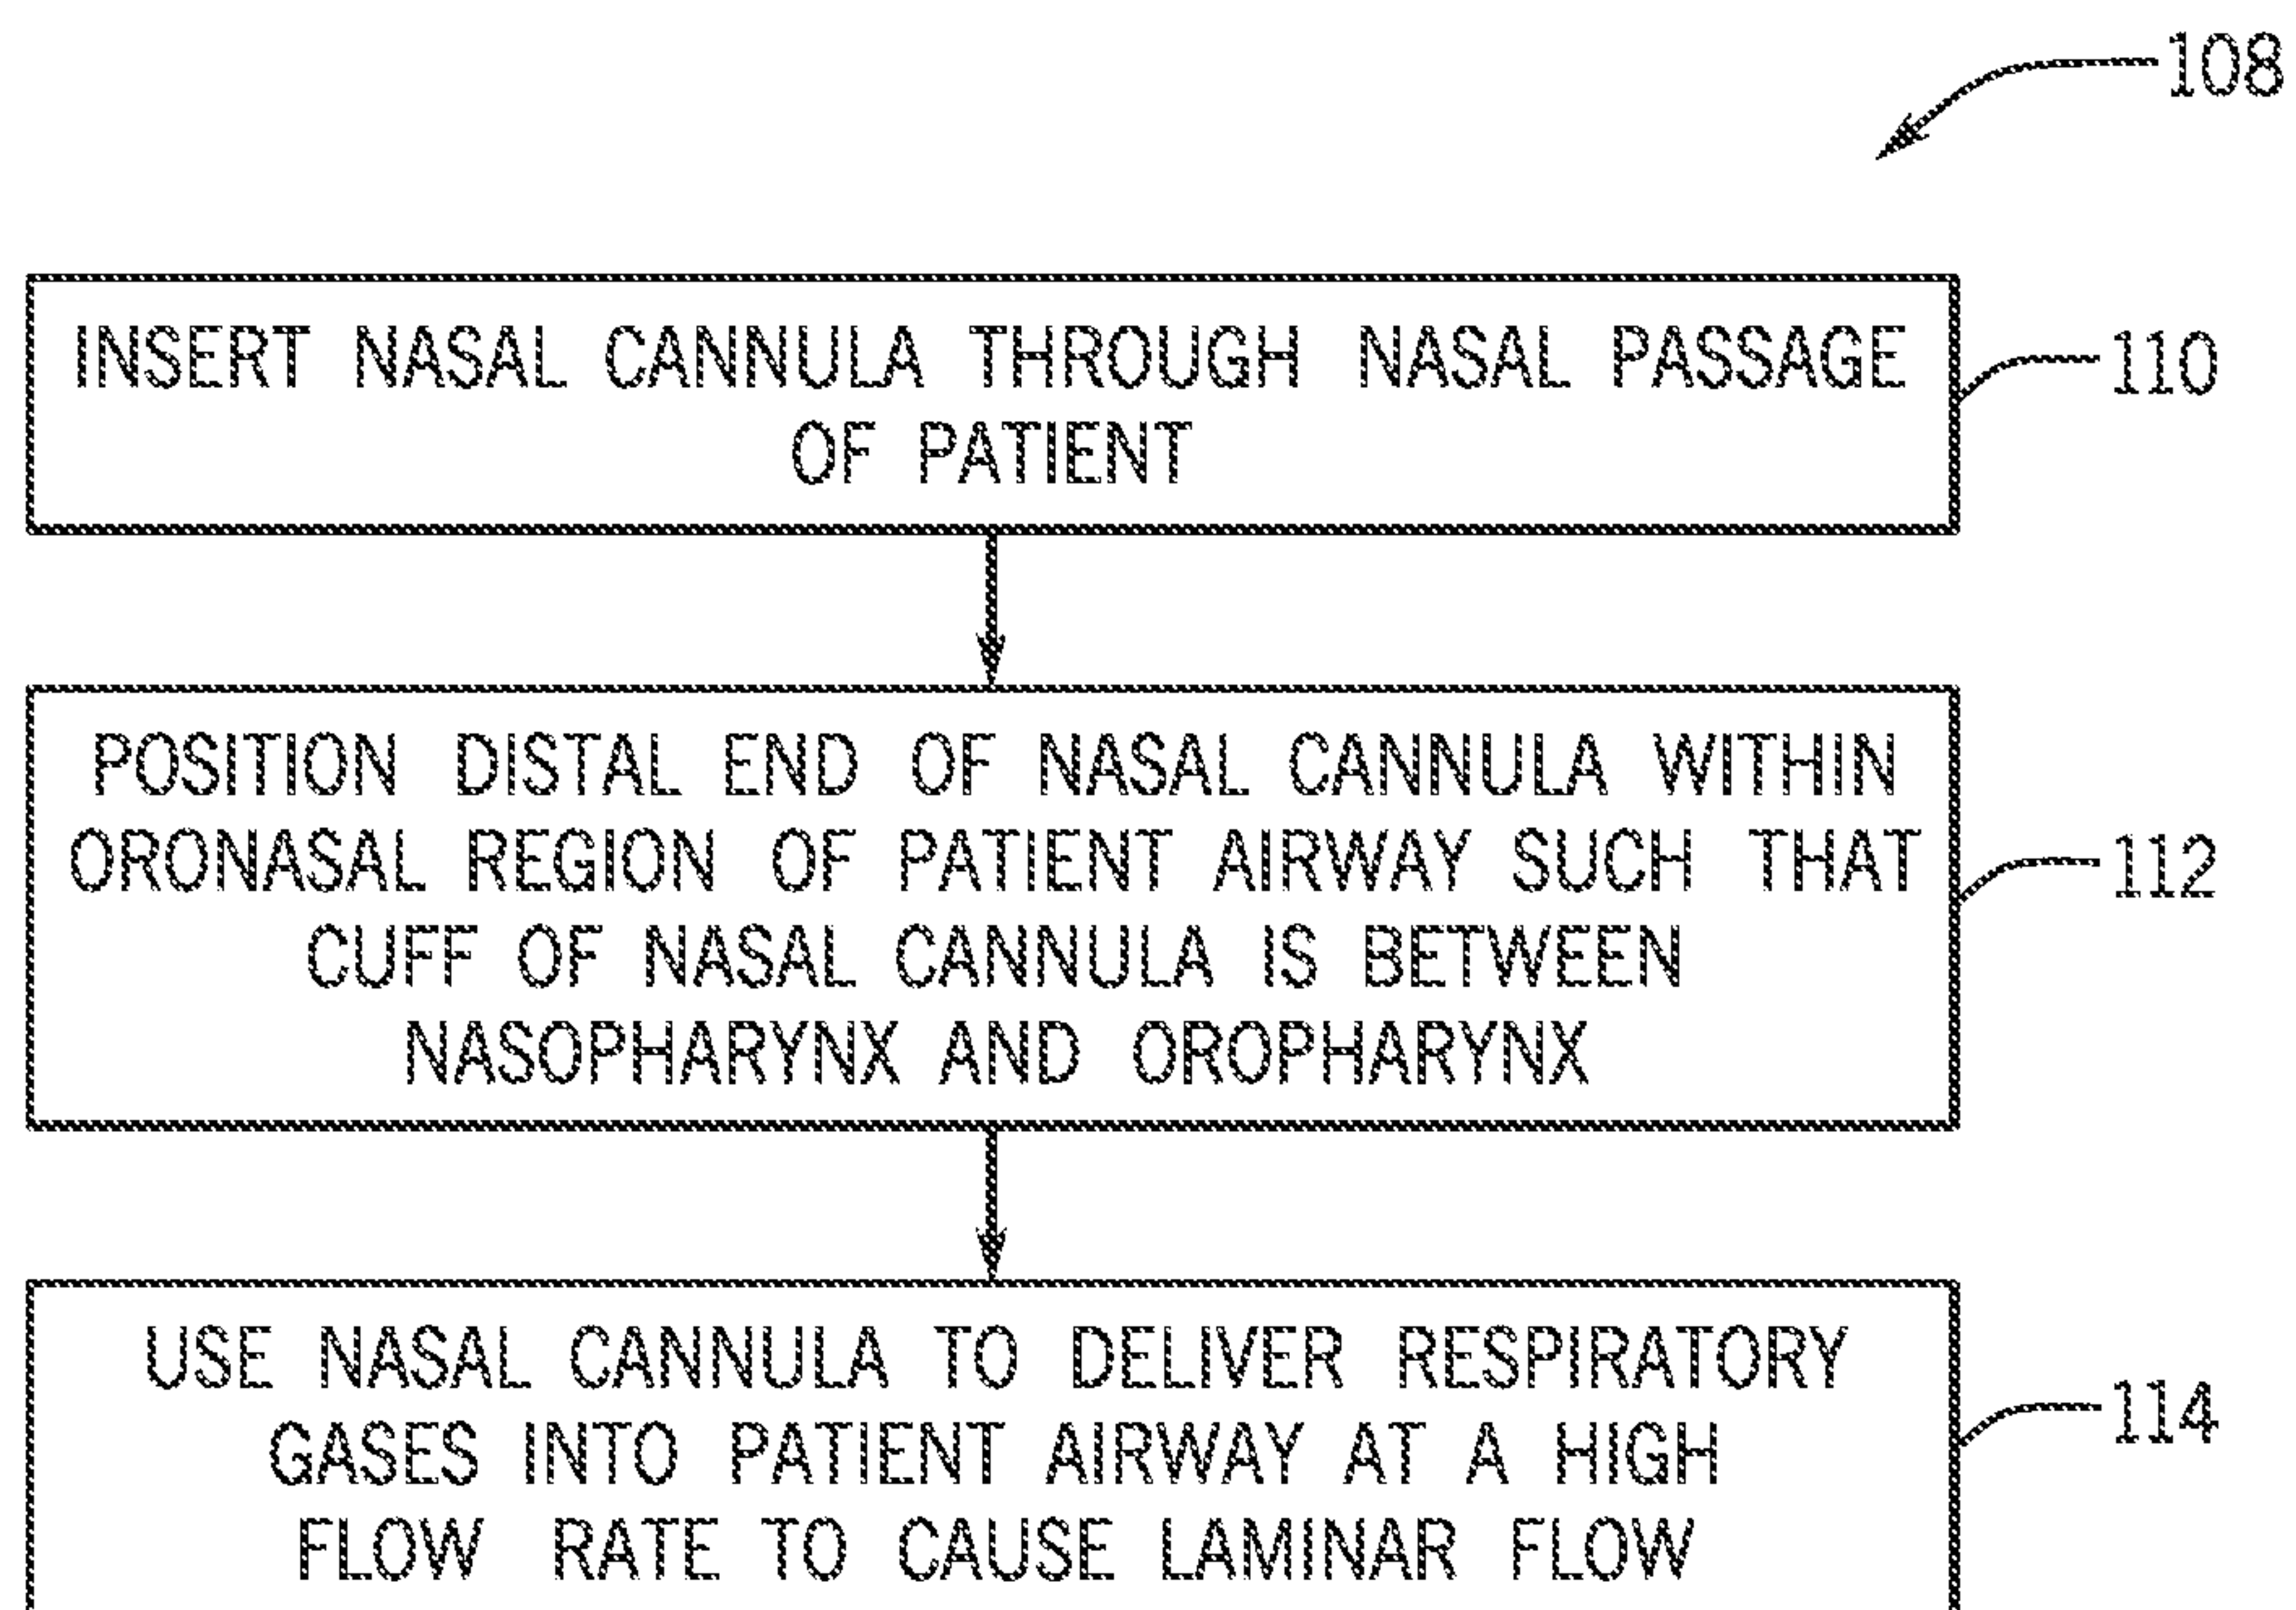 108
INSERT NASAL CANNULA THROUGH NASAL PASSAGE
OF PATIENT
110
POSITION DISTAL END OF NASAL CANNULA WITHIN
ORONASAL REGION OF PATIENT AIRWAY SUCH THAT
CUFF OF NASAL CANNULA IS BETWEEN
NASOPHARYNX AND OROPHARYNX
112
USE NASAL CANNULA TO DELIVER RESPIRATORY
GASES INTO PATIENT AIRWAY AT A HIGH
FLOW RATE TO CAUSE LAMINAR FLOW
114